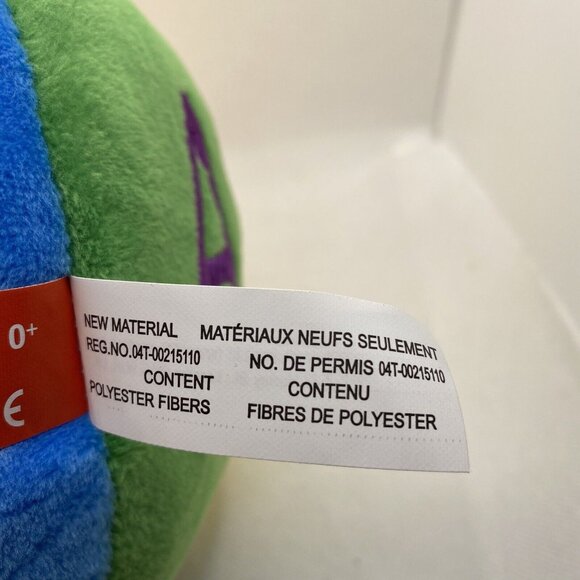 A
0+
NEW MATERIAL MATÉRIAUX NEUFS SEULEMENT
REG.NO.04T-00215110 NO. DE PERMIS 04T-00215110
CONTENT CONTENU
POLYESTER FIBERS FIBRES DE POLYESTER
CE